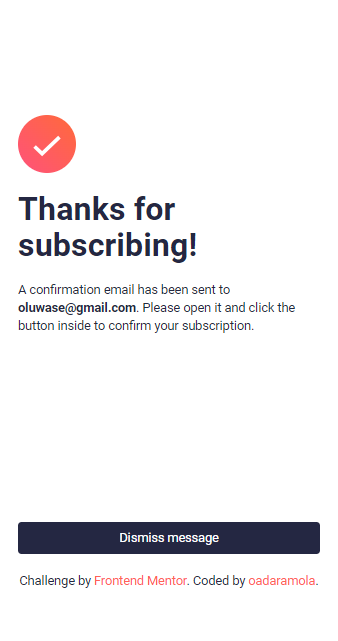 Thanks for
subscribing!
A confirmation email has been sent to
oluwase@gmail.com. Please open it and click the
button inside to confirm your subscription.
Dismiss message
Challenge by Frontend Mentor. Coded by oadaramola.